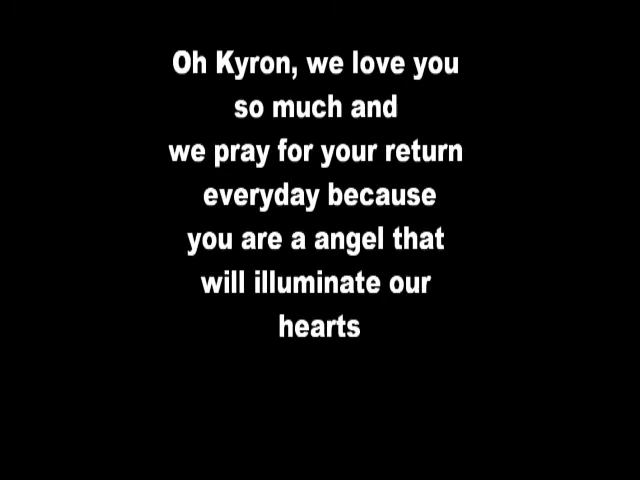 Oh Kyron, we love you
so much and
we pray for your return
everyday because
you are a angel that
will illuminate our
hearts